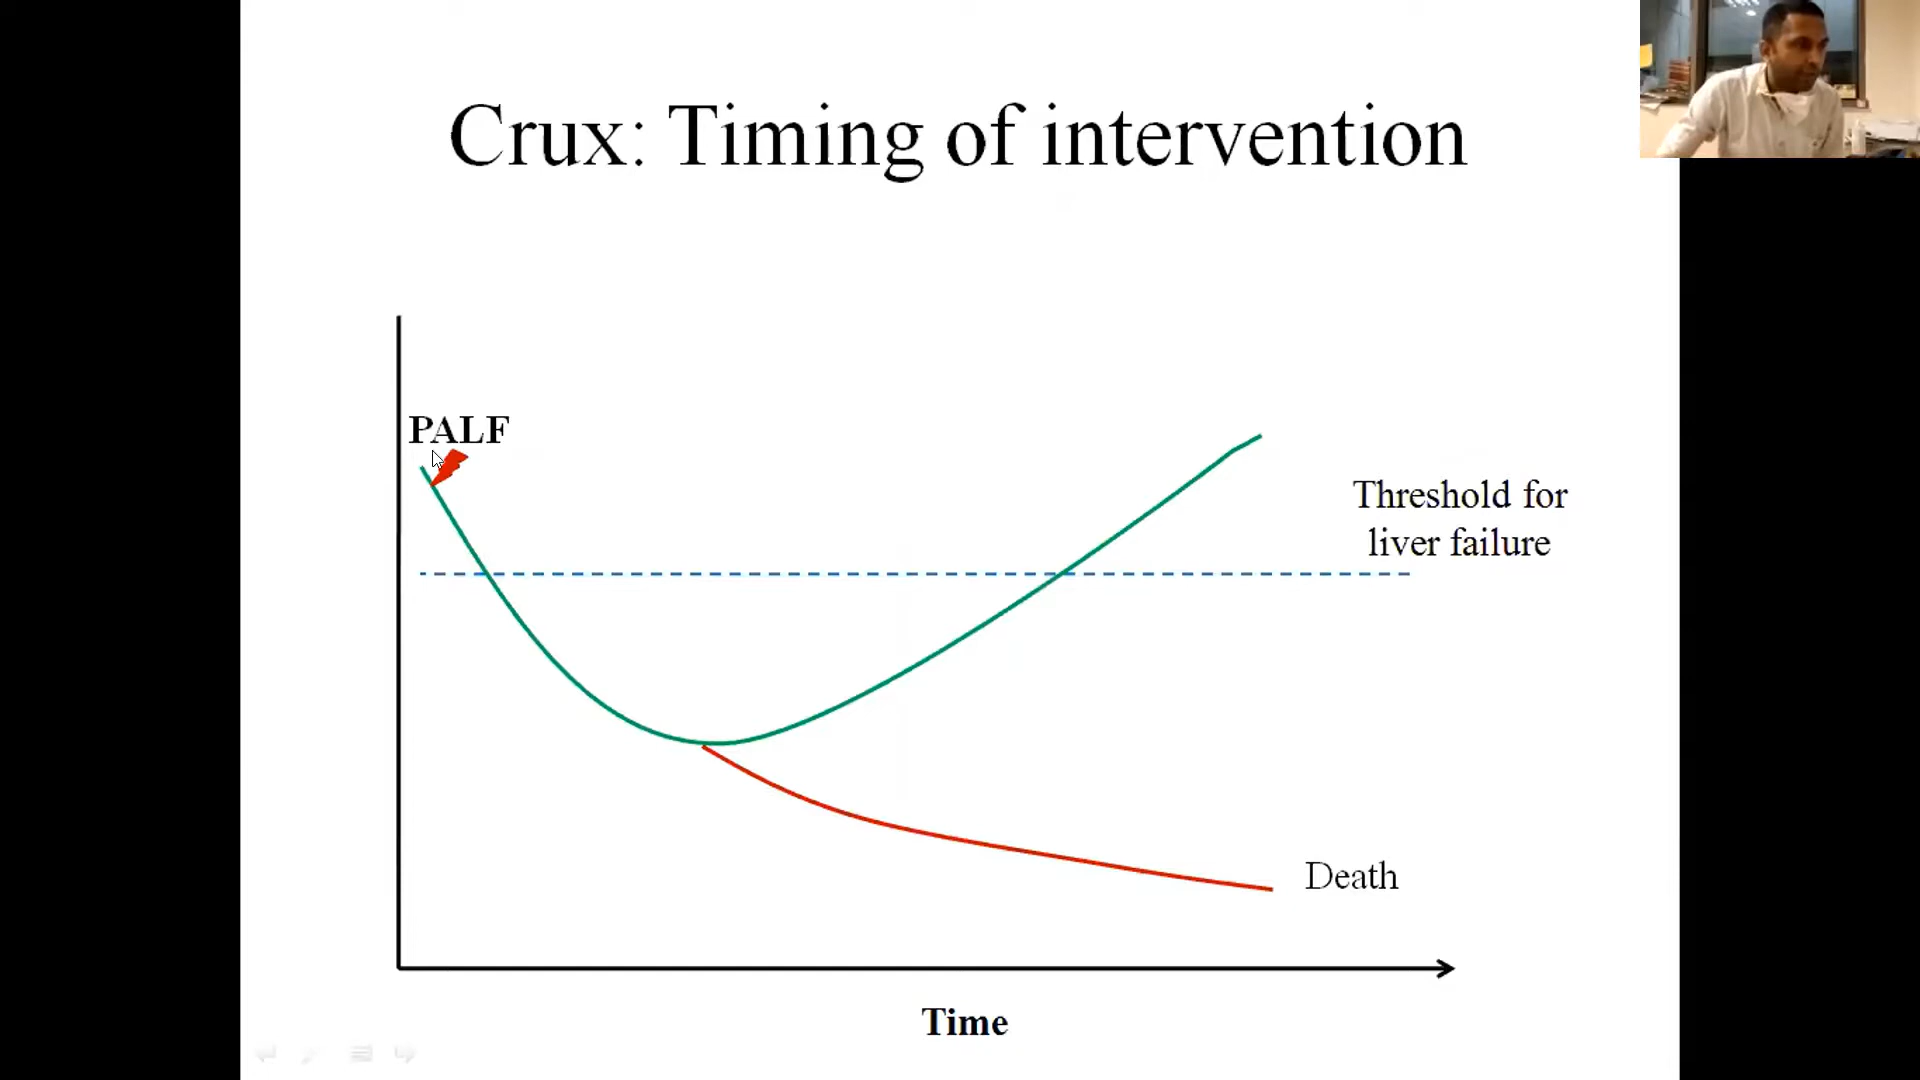 Crux: Timing of intervention
PALF
Threshold for
liver failure
Death
Time